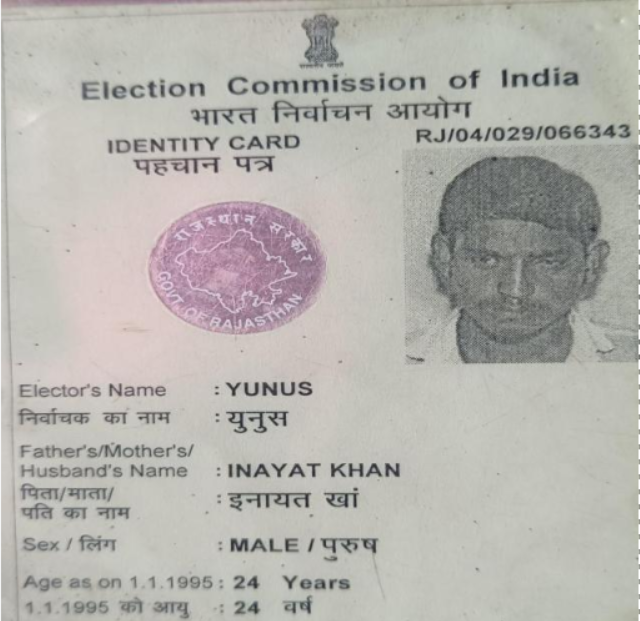 Election Commission of India
भारत निर्वाचन आयोग
IDENTITY CARD
RJ/04/029/066343
पहचान पत्र
राजस्थान सरकार
GOVT OF RAJASTHAN
Elector's Name : YUNUS
निर्वाचक का नाम : युनुस
Father's/Mother's/
Husband's Name : INAYAT KHAN
पिता/माता/
पति का नाम : इनायत खां
Sex / लिंग : MALE / पुरुष
Age as on 1.1.1995 : 24 Years
1.1.1995 को आयु : 24 वर्ष